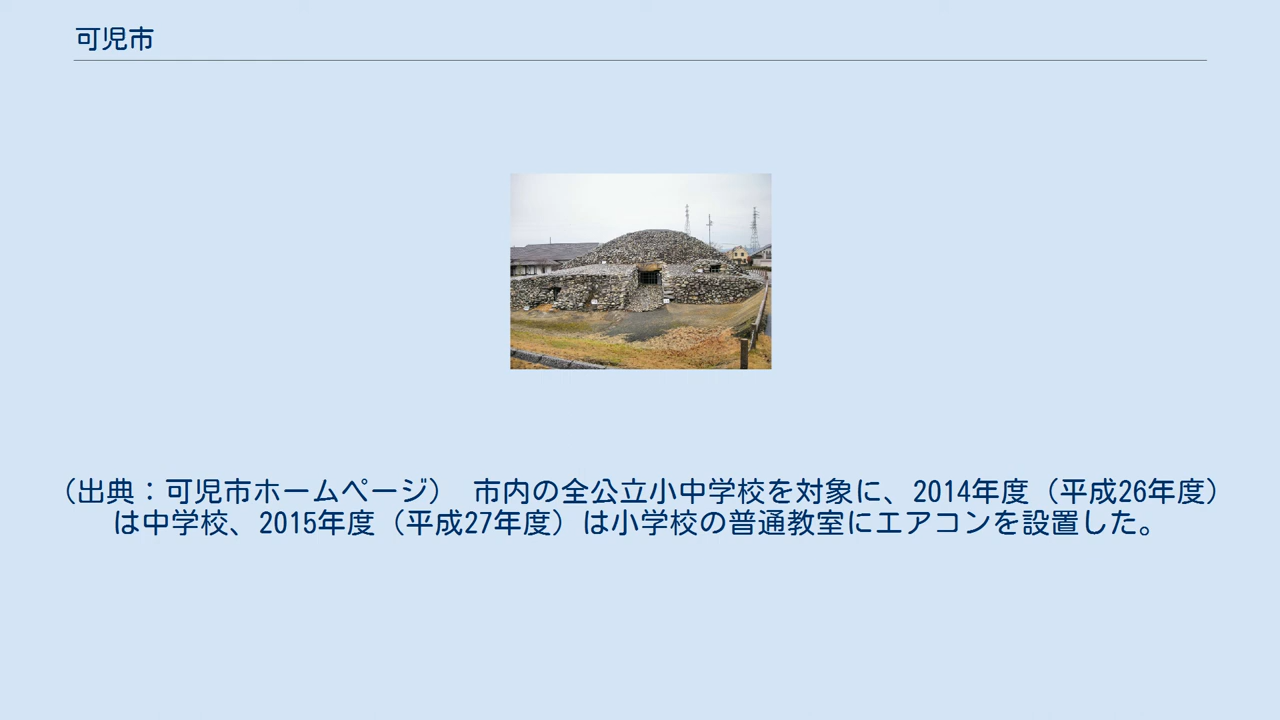 可児市
（出典：可児市ホームページ）　市内の全公立小中学校を対象に、2014年度（平成26年度）
は中学校、2015年度（平成27年度）は小学校の普通教室にエアコンを設置した。